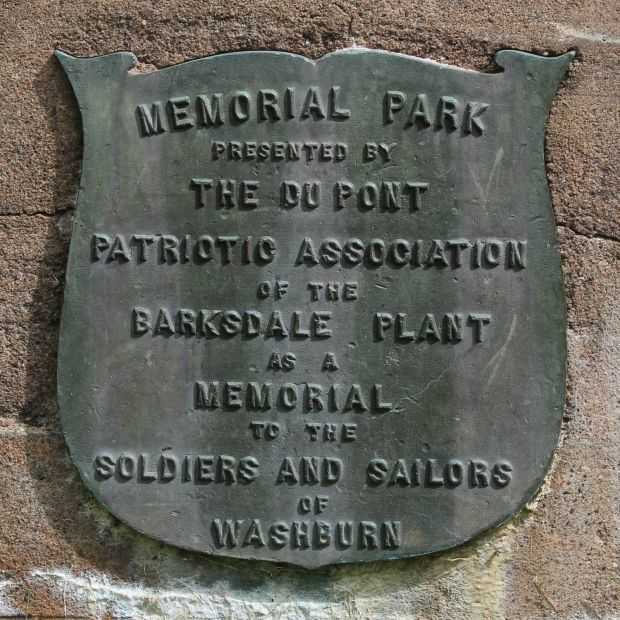 MEMORIAL PARK
PRESENTED BY
THE DU PONT
PATRIOTIC ASSOCIATION
OF THE
BARKSDALE PLANT
AS A
MEMORIAL
TO THE
SOLDIERS AND SAILORS
OF
WASHBURN